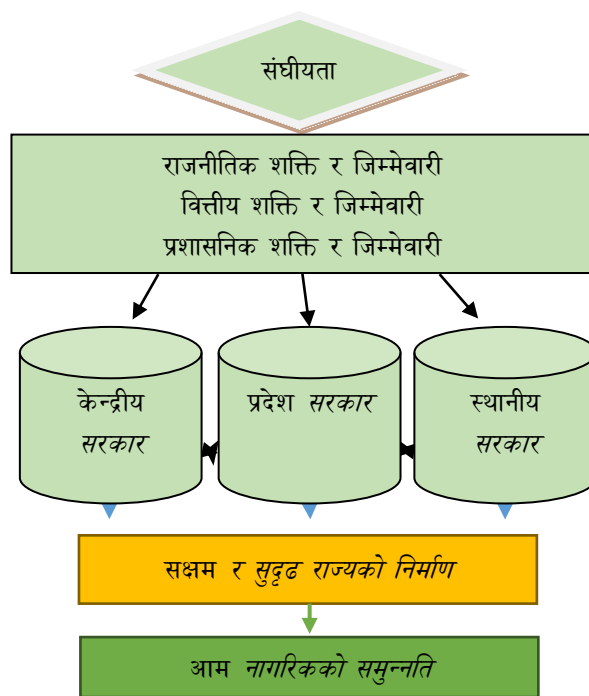 संघीयता
राजनीतिक शक्ति र जिम्मेवारी
वित्तीय शक्ति र जिम्मेवारी
प्रशासनिक शक्ति र जिम्मेवारी
केन्द्रीय
सरकार
प्रदेश सरकार
स्थानीय
सरकार
सक्षम र सुदृढ राज्यको निर्माण
आम नागरिकको समुन्नति